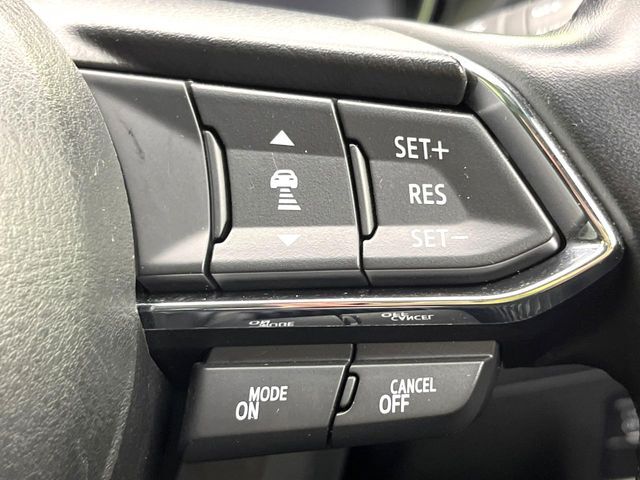 SET+
RES
SET-
MODE
ON
CANCEL
OFF